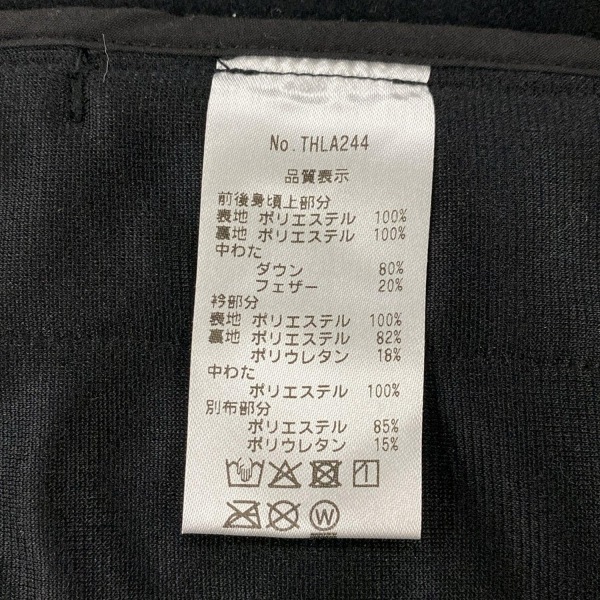 No.THLA244
品質表示
前後身頃上部分
表地 ポリエステル 100%
裏地 ポリエステル 100%
中わた
ダウン 80%
フェザー 20%
衿部分
表地 ポリエステル 100%
裏地 ポリエステル 82%
ポリウレタン 18%
中わた
ポリエステル 100%
別布部分
ポリエステル 85%
ポリウレタン 15%
W